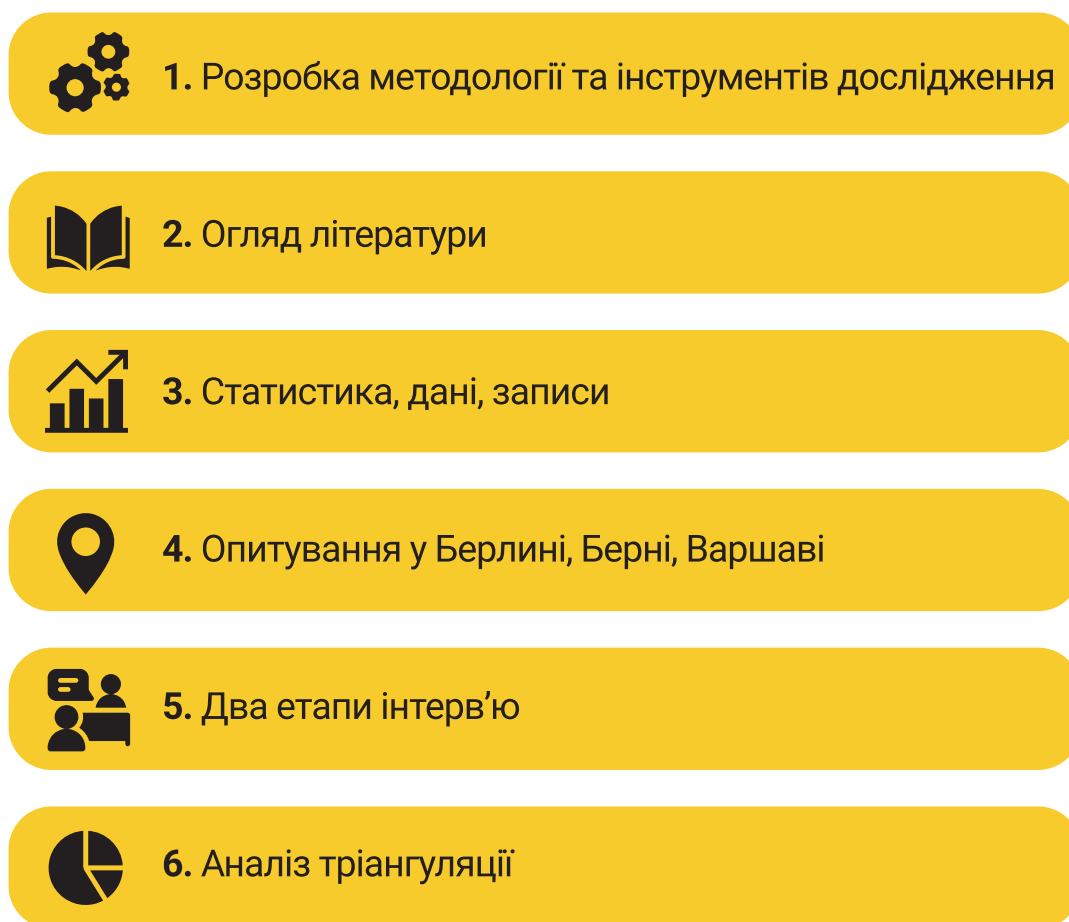 1. Розробка методології та інструментів дослідження
2. Огляд літератури
3. Статистика, дані, записи
4. Опитування у Берлині, Берні, Варшаві
5. Два етапи інтерв’ю
6. Аналіз тріангуляції